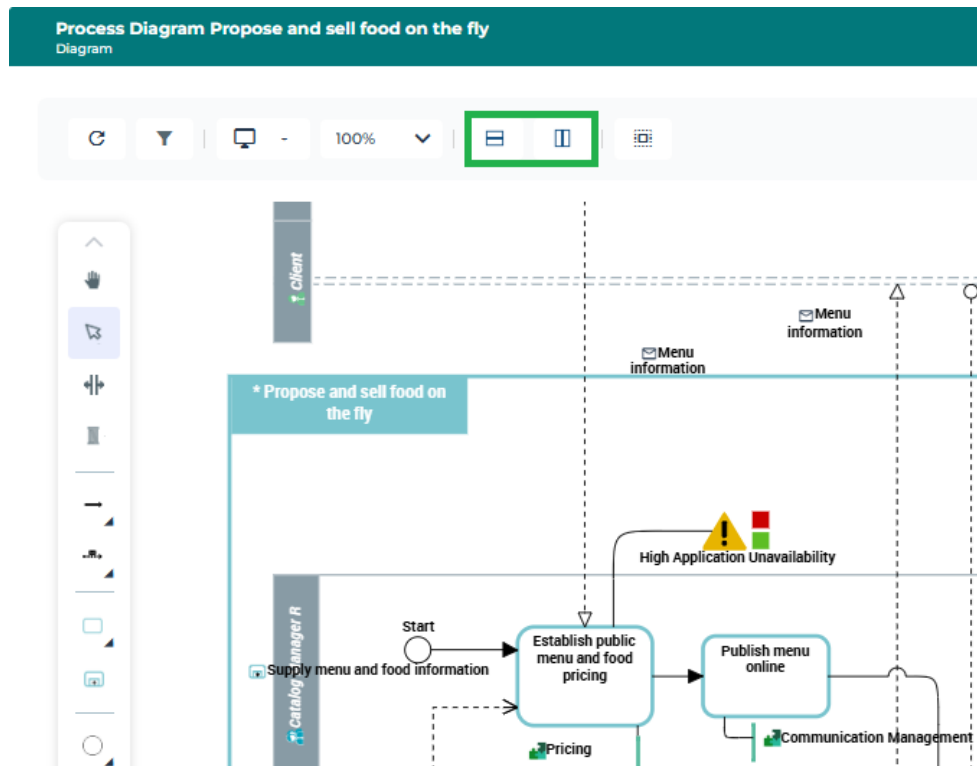 Process Diagram Propose and sell food on the fly
Diagram
-
100%
client
Menu
information
Menu
information
* Propose and sell food on
the fly
High Application Unavailability
Catalog Manager R
Start
Supply menu and food information
Establish public
menu and food
pricing
Publish menu
online
Pricing
Communication Management